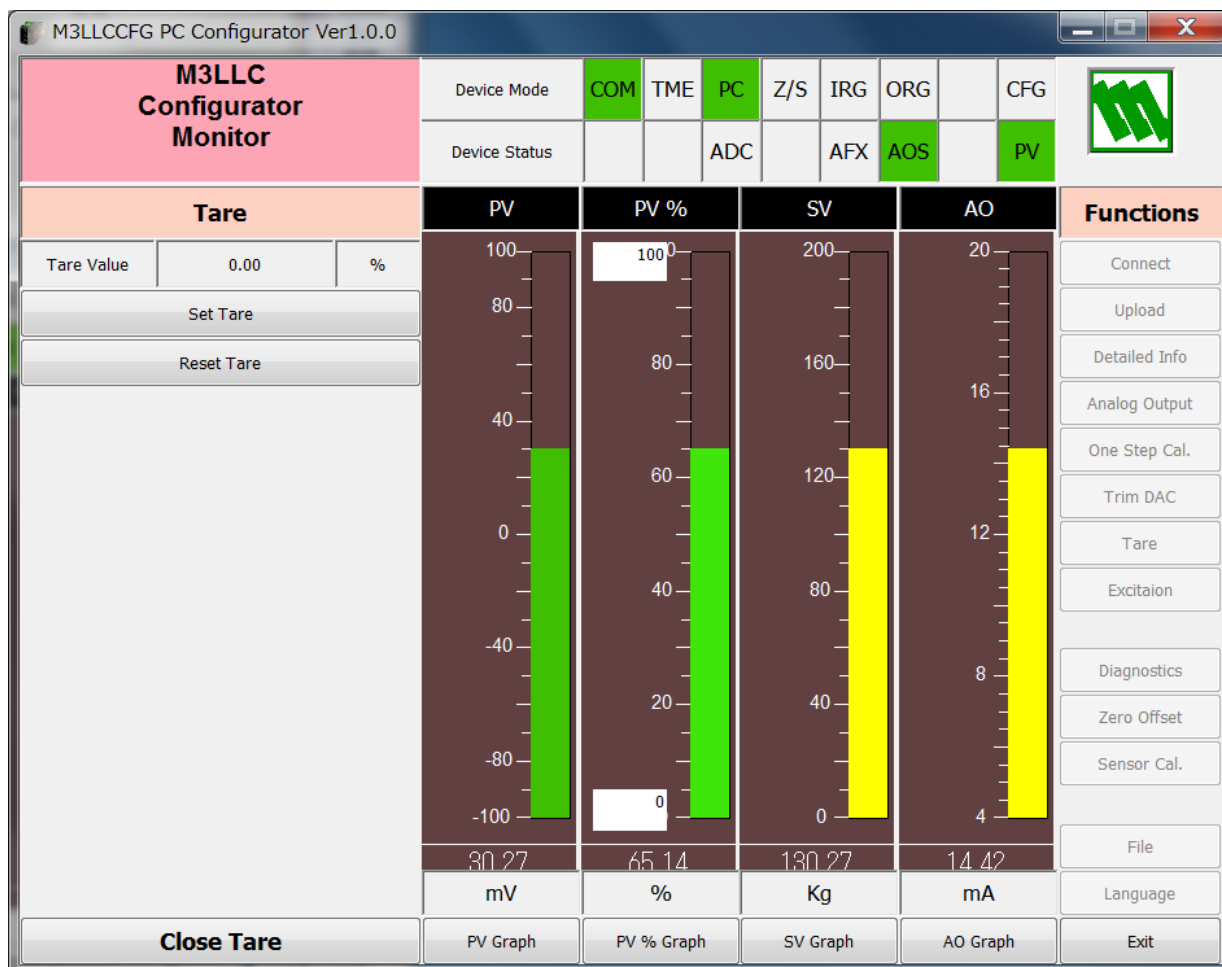 M3LLCCFG PC Configurator Ver1.0.0
M3LLC
Configurator
Monitor
Device Mode COM TME PC Z/S IRG ORG CFG
Device Status ADC AFX AOS PV
Tare
Tare Value 0.00 %
Set Tare
Reset Tare
Close Tare
PV
100
80
40
0
-40
-80
-100
30.27
mV
PV Graph
PV %
100
80
60
40
20
0
65.14
%
PV % Graph
SV
200
160
120
80
40
0
130.27
Kg
SV Graph
AO
20
16
12
8
4
14.42
mA
AO Graph
Functions
Connect
Upload
Detailed Info
Analog Output
One Step Cal.
Trim DAC
Tare
Excitaion
Diagnostics
Zero Offset
Sensor Cal.
File
Language
Exit